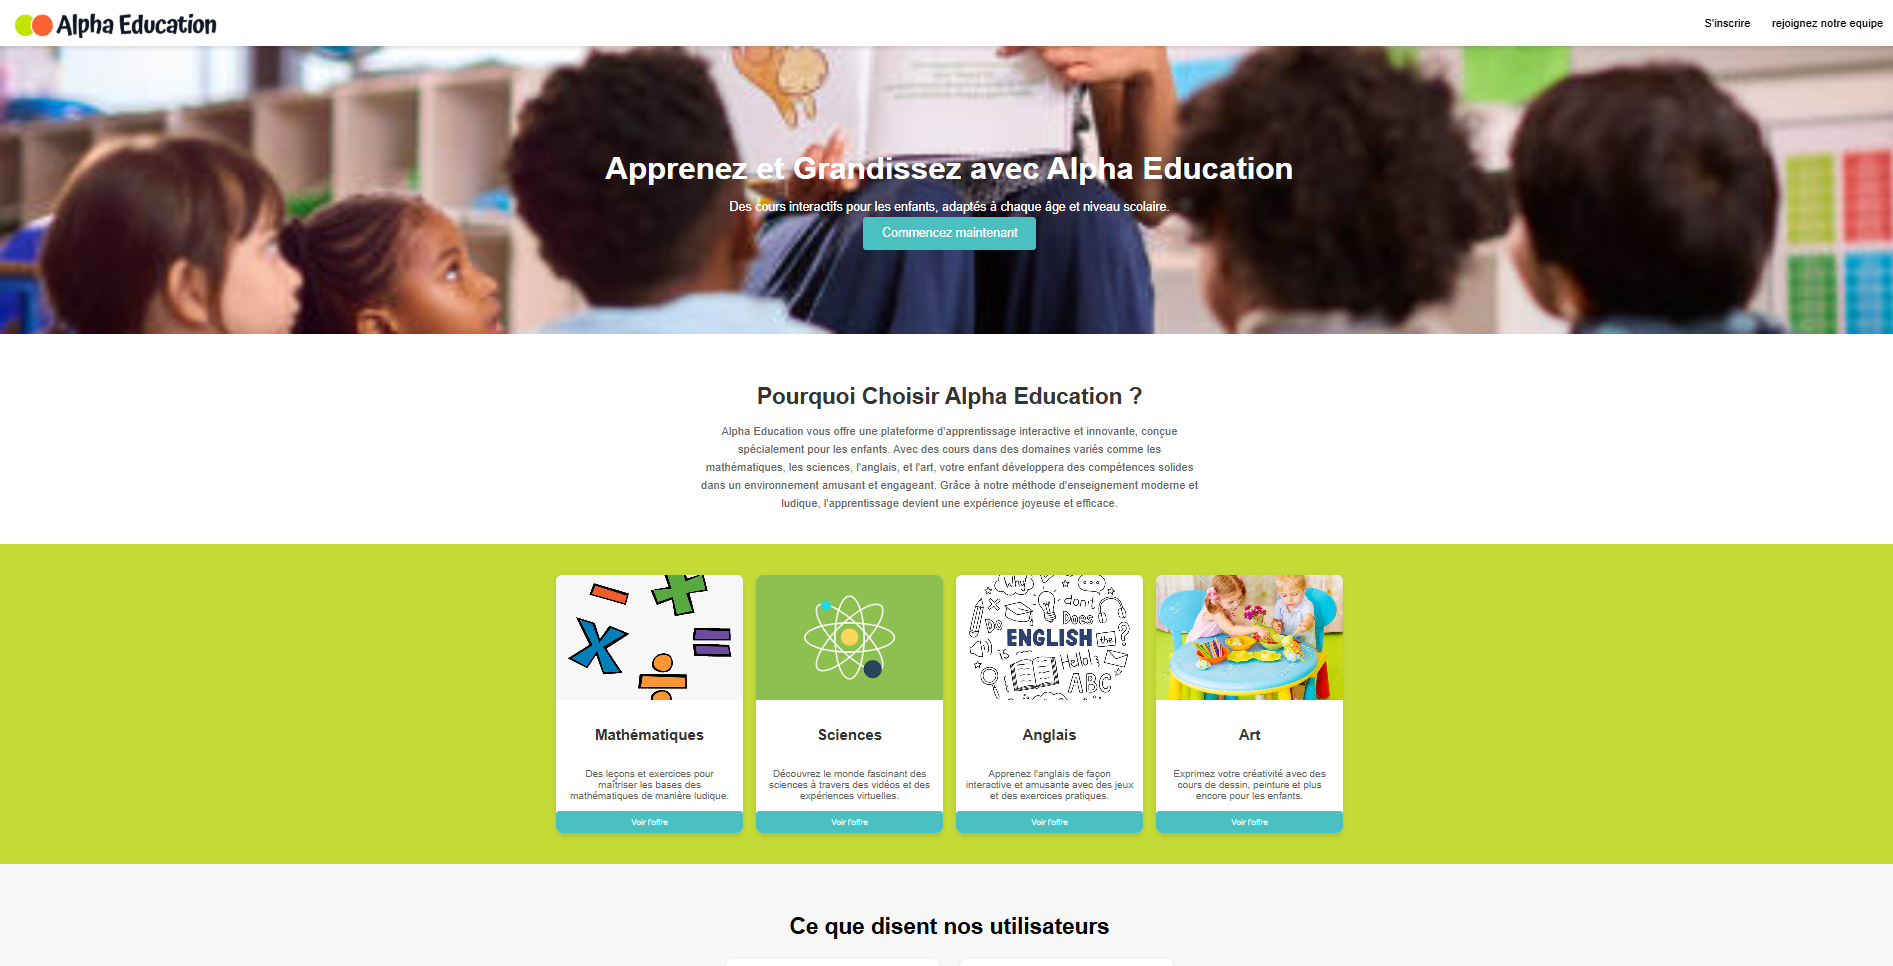 Alpha Education
S'inscrire
rejoignez notre equipe
Apprenez et Grandissez avec Alpha Education
Des cours interactifs pour les enfants, adaptés à chaque âge et niveau scolaire.
Commencez maintenant
Pourquoi Choisir Alpha Education ?
Alpha Education vous offre une plateforme d'apprentissage interactive et innovante, conçue
spécialement pour les enfants. Avec des cours dans des domaines variés comme les
mathématiques, les sciences, l'anglais, et l'art, votre enfant développera des compétences solides
dans un environnement amusant et engageant. Grâce à notre méthode d'enseignement moderne et
ludique, l'apprentissage devient une expérience joyeuse et efficace.
Why
don't
Do
Does
ENGLISH
the
?
is
Hello!
ABC
Mathématiques
Des leçons et exercices pour
maîtriser les bases des
mathématiques de manière ludique.
Voir l'offre
Sciences
Découvrez le monde fascinant des
sciences à travers des vidéos et des
expériences virtuelles.
Voir l'offre
Anglais
Apprenez l'anglais de façon
interactive et amusante avec des jeux
et des exercices pratiques.
Voir l'offre
Art
Exprimez votre créativité avec des
cours de dessin, peinture et plus
encore pour les enfants.
Voir l'offre
Ce que disent nos utilisateurs